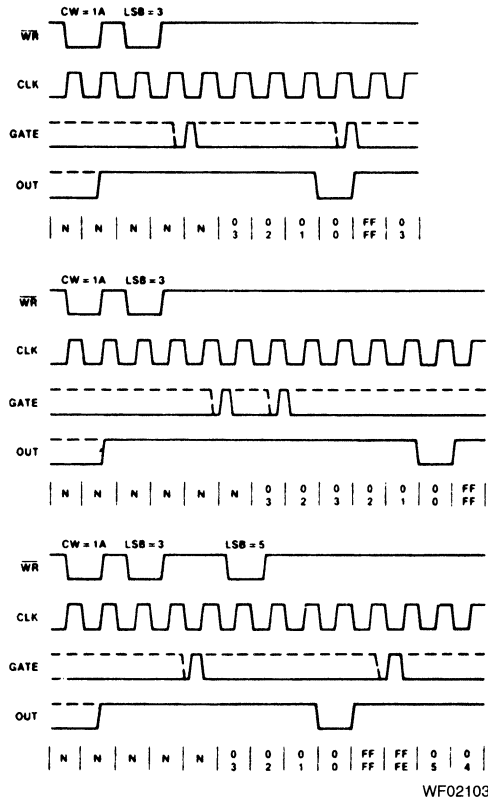 CW = 1A LSB = 3
WR
CLK
GATE
OUT
| N | N | N | N | N | 0 3 | 0 2 | 0 1 | 0 0 | FF FF | 0 3 |
CW = 1A LSB = 3
WR
CLK
GATE
OUT
| N | N | N | N | N | N | 0 3 | 0 2 | 0 3 | 0 2 | 0 1 | 0 0 | FF FF |
CW = 1A LSB = 3 LSB = 5
WR
CLK
GATE
OUT
| N | N | N | N | N | 0 3 | 0 2 | 0 1 | 0 0 | FF FF | FF FE | 0 5 | 0 4 |
WF02103